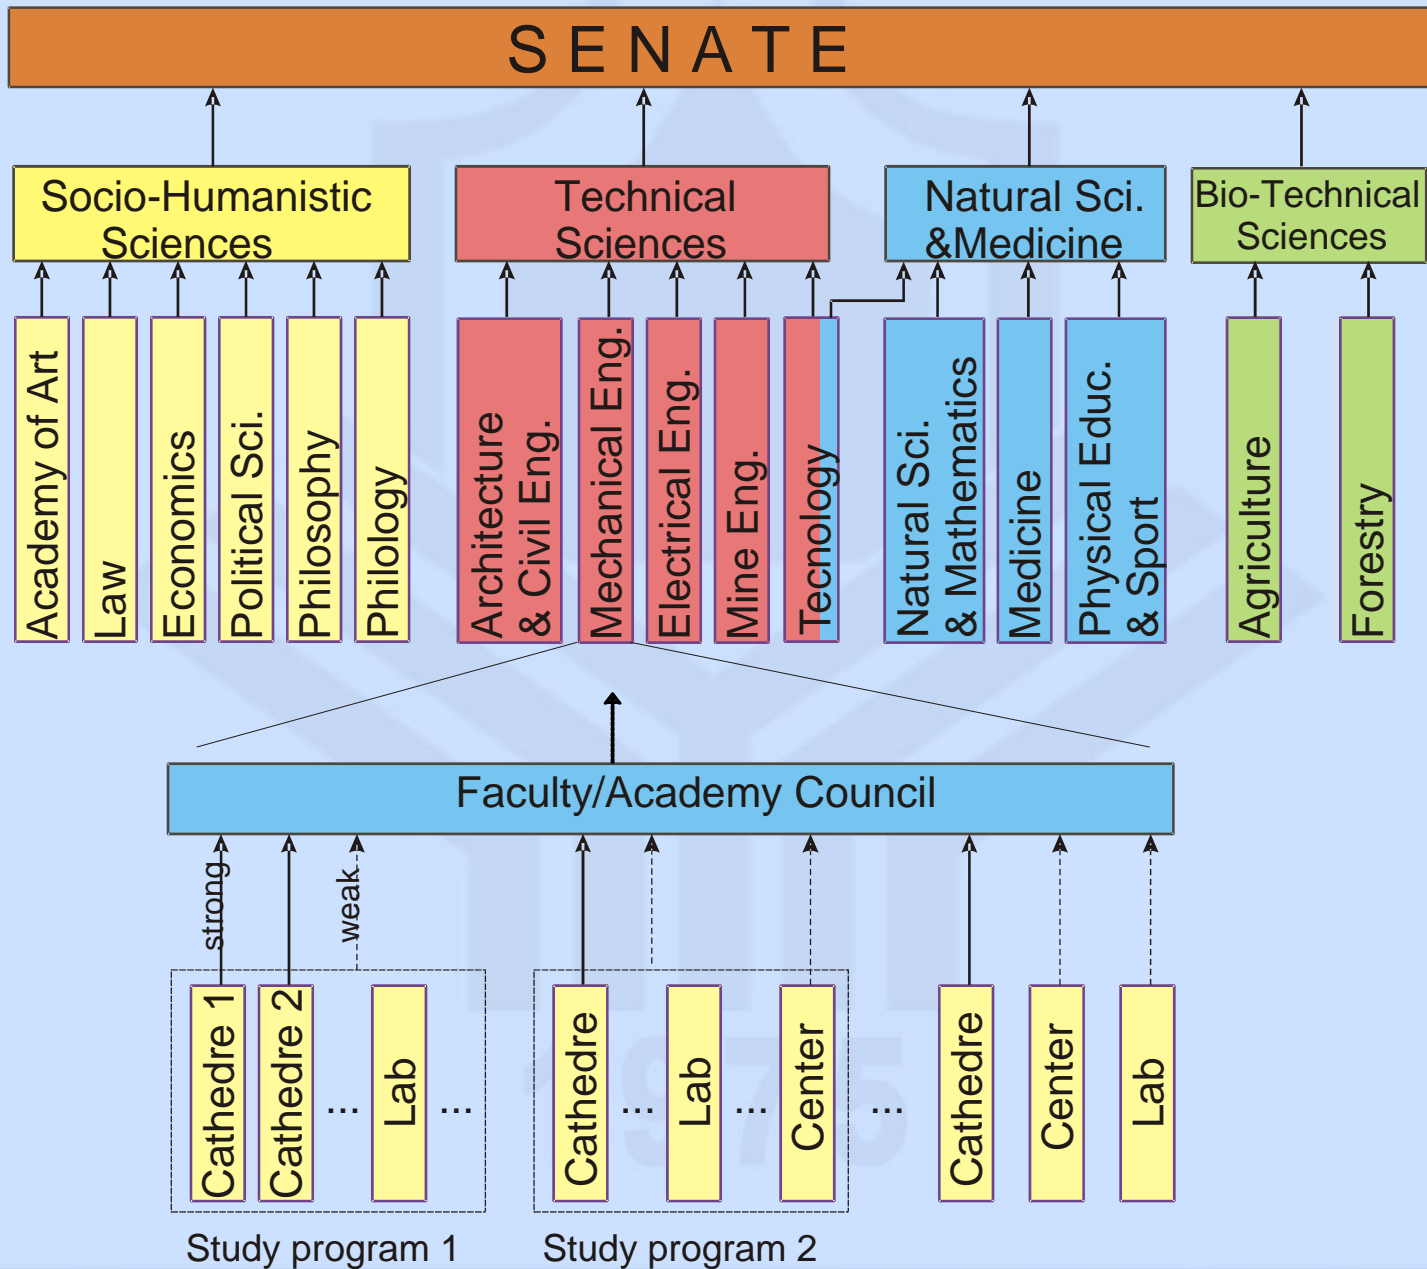 SENATE
Socio-Humanistic
Sciences
Technical
Sciences
Natural Sci.
&Medicine
Bio-Technical
Sciences
Academy of Art
Law
Economics
Political Sci.
Philosophy
Philology
Architecture
& Civil Eng.
Mechanical Eng.
Electrical Eng.
Mine Eng.
Tecnology
Natural Sci.
& Mathematics
Medicine
Physical Educ.
& Sport
Agriculture
Forestry
Faculty/Academy Council
strong
weak
Cathedre 1
Cathedre 2
...
Lab
...
Cathedre
...
Lab
...
Center
...
Cathedre
Center
Lab
1975
Study program 1
Study program 2